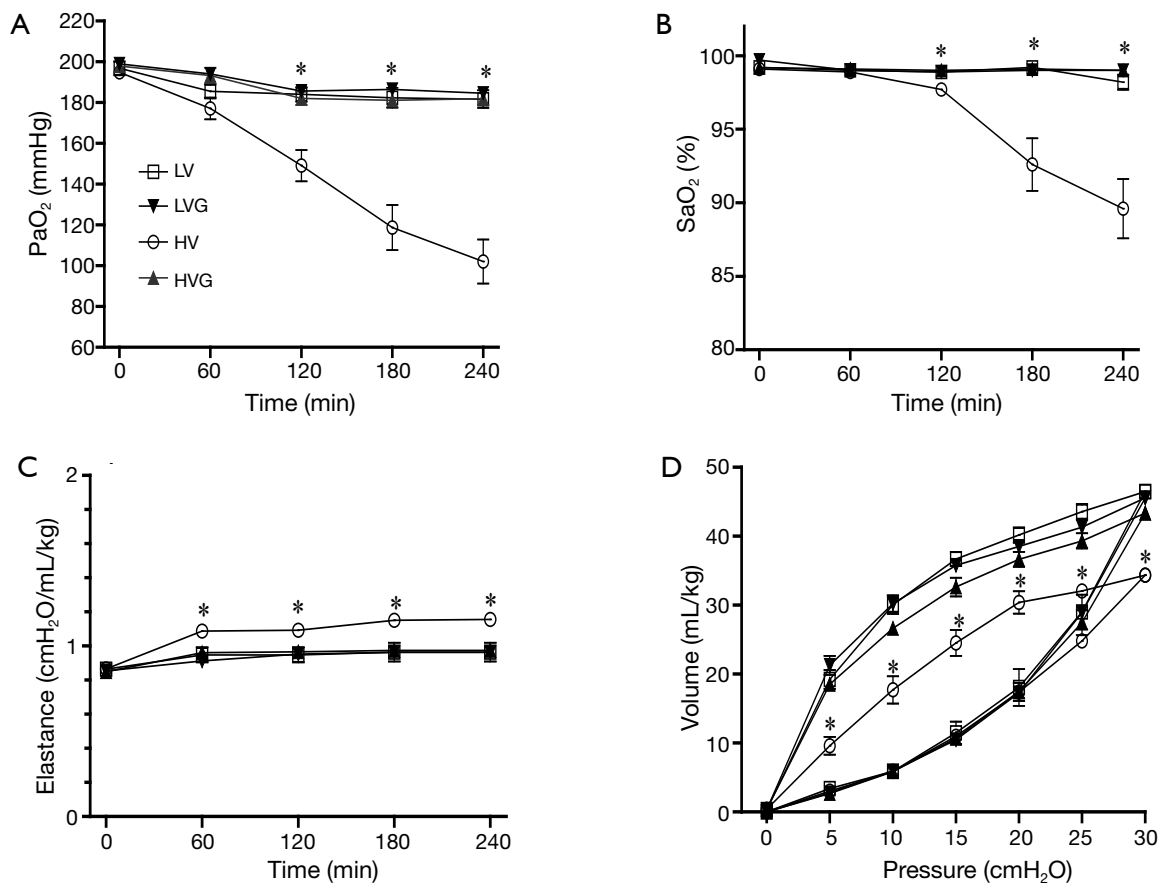 A
PaO₂ (mmHg)
220
200
180
160
140
120
100
80
60
* * *
LV
LVG
HV
HVG
0 60 120 180 240
Time (min)
B
SaO₂ (%)
100
95
90
85
80
* * *
0 60 120 180 240
Time (min)
C
Elastance (cmH₂O/mL/kg)
2
1
0
* * * *
0 60 120 180 240
Time (min)
D
Volume (mL/kg)
50
40
30
20
10
0
* * * * * *
0 5 10 15 20 25 30
Pressure (cmH₂O)